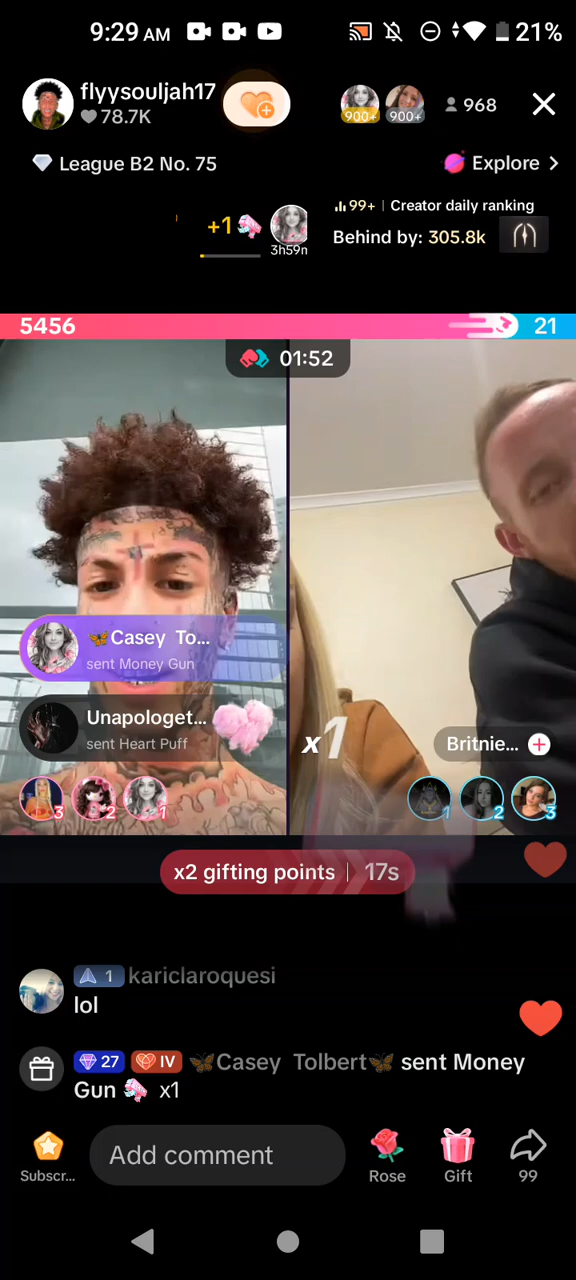 9:29 AM
21%
flyysouljah17
78.7K
900+
900+
968
League B2 No. 75
Explore >
+1
3h59m
99+ | Creator daily ranking
Behind by: 305.8k
5456
21
01:52
🦋Casey To...
sent Money Gun
Unapologet...
sent Heart Puff
x1
Britnie...
3
2
1
1
2
3
x2 gifting points | 17s
1 kariclaroquesi
lol
27 IV 🦋Casey Tolbert🦋 sent Money
Gun x1
Subscr...
Add comment
Rose
Gift
99